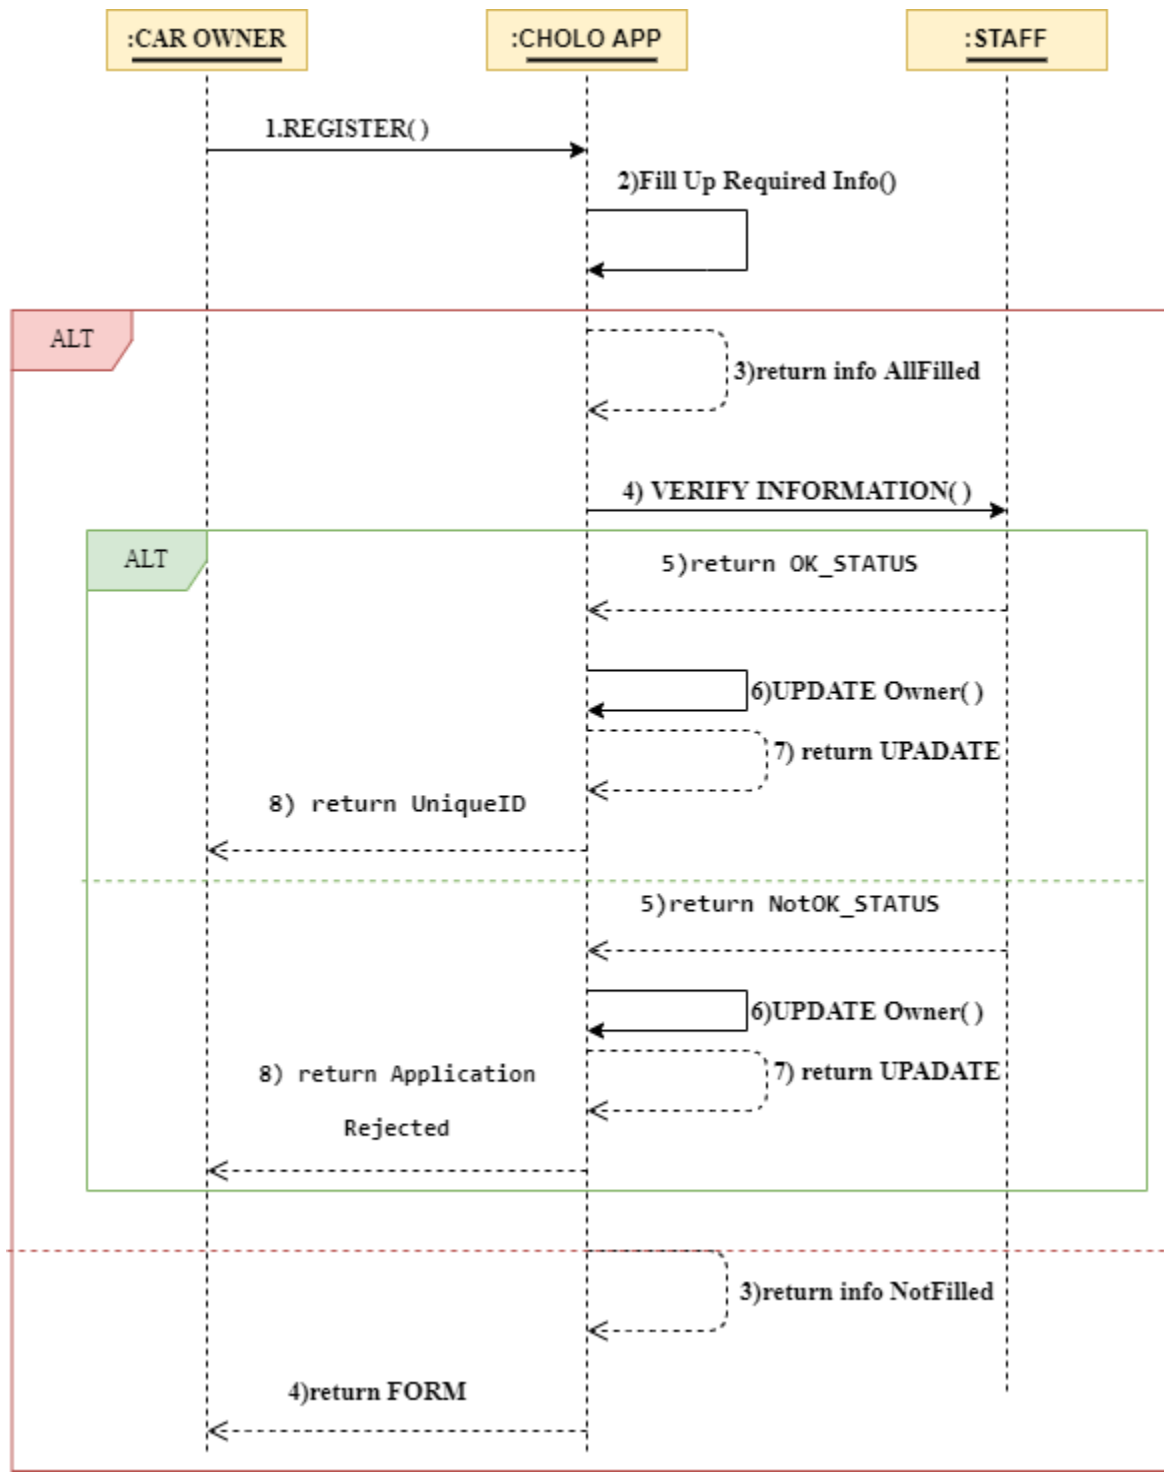 :CAR OWNER
:CHOLO APP
:STAFF
1.REGISTER( )
2)Fill Up Required Info()
ALT
3)return info AllFilled
4) VERIFY INFORMATION( )
ALT
5)return OK_STATUS
6)UPDATE Owner( )
7) return UPADATE
8) return UniqueID
5)return NotOK_STATUS
6)UPDATE Owner( )
7) return UPADATE
8) return Application
Rejected
3)return info NotFilled
4)return FORM